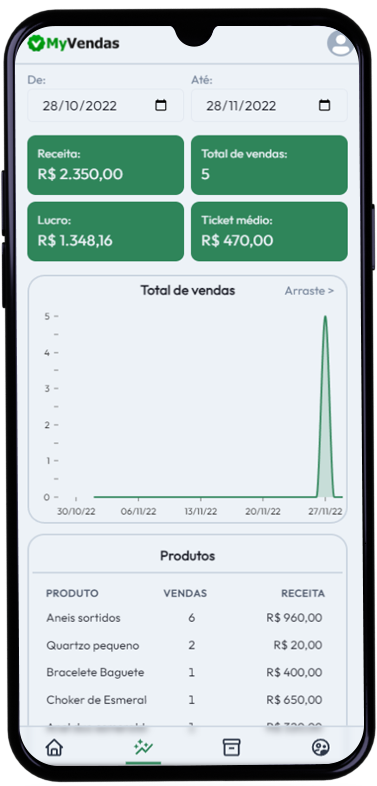 MyVendas
De: Até:
28/10/2022 28/11/2022
Receita: Total de vendas:
R$ 2.350,00 5
Lucro: Ticket médio:
R$ 1.348,16 R$ 470,00
Total de vendas Arraste >
5
4
3
2
1
0
30/10/22 06/11/22 13/11/22 20/11/22 27/11/22
Produtos
PRODUTO VENDAS RECEITA
Aneis sortidos 6 R$ 960,00
Quartzo pequeno 2 R$ 20,00
Bracelete Baguete 1 R$ 400,00
Choker de Esmeral 1 R$ 650,00